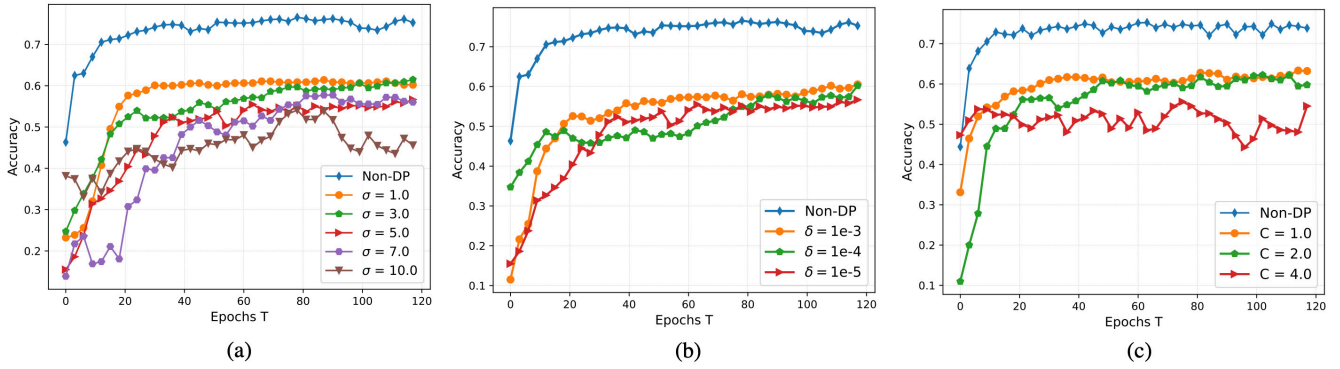 Accuracy
0.7
0.6
0.5
0.4
0.3
0.2
0 20 40 60 80 100 120
Epochs T
Non-DP
σ = 1.0
σ = 3.0
σ = 5.0
σ = 7.0
σ = 10.0
(a)
Accuracy
0.7
0.6
0.5
0.4
0.3
0.2
0.1
0 20 40 60 80 100 120
Epochs T
Non-DP
δ = 1e-3
δ = 1e-4
δ = 1e-5
(b)
Accuracy
0.7
0.6
0.5
0.4
0.3
0.2
0.1
0 20 40 60 80 100 120
Epochs T
Non-DP
C = 1.0
C = 2.0
C = 4.0
(c)